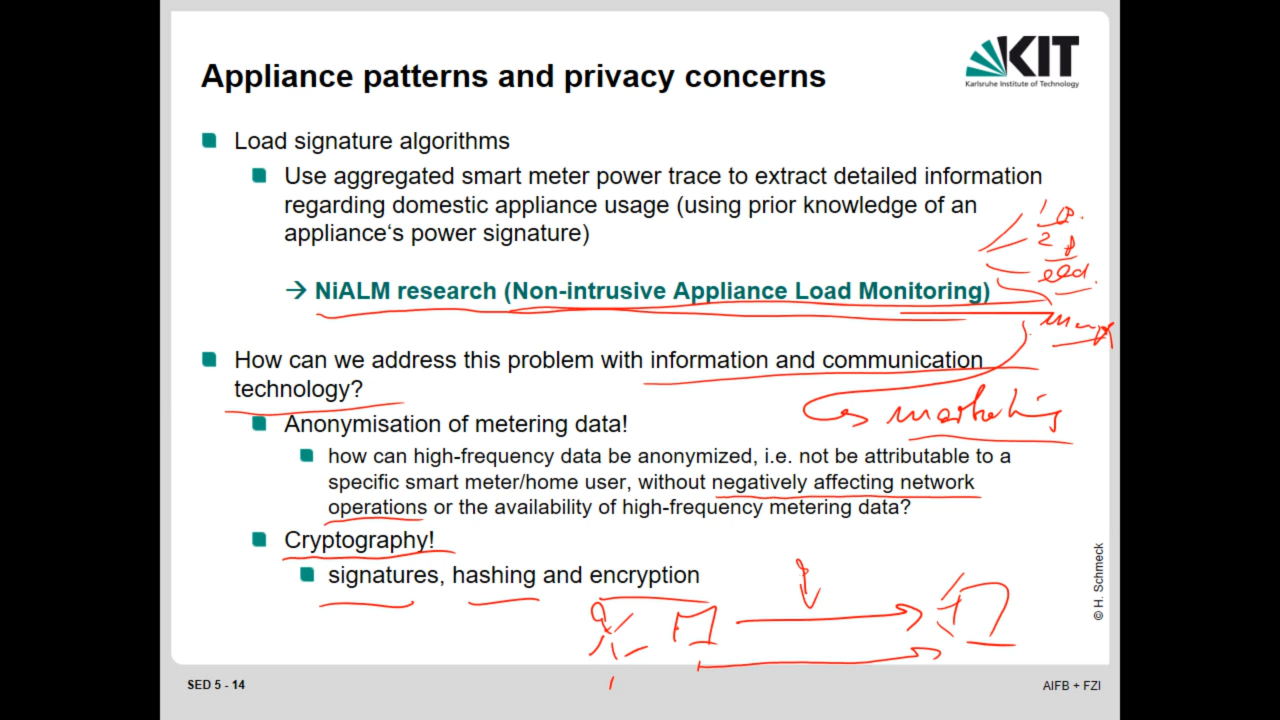 KIT
Karlsruhe Institute of Technology
Appliance patterns and privacy concerns
Load signature algorithms
Use aggregated smart meter power trace to extract detailed information
regarding domestic appliance usage (using prior knowledge of an
appliance's power signature)
→ NiALM research (Non-intrusive Appliance Load Monitoring)
How can we address this problem with information and communication
technology?
marketing
Anonymisation of metering data!
how can high-frequency data be anonymized, i.e. not be attributable to a
specific smart meter/home user, without negatively affecting network
operations or the availability of high-frequency metering data?
Cryptography!
signatures, hashing and encryption
© H. Schmeck
SED 5 - 14
AIFB + FZI